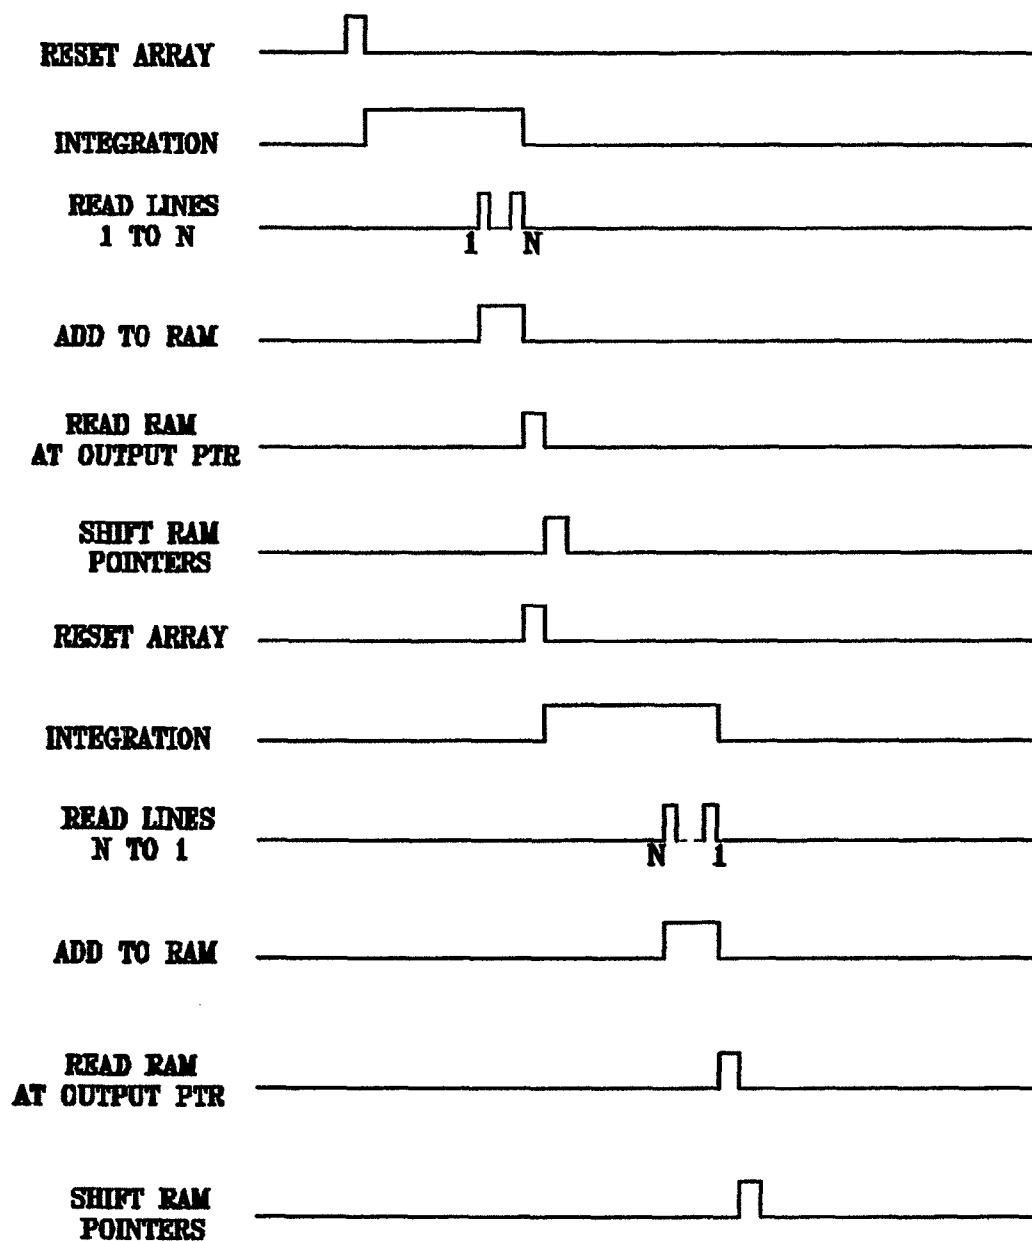 RESET ARRAY
INTEGRATION
READ LINES
1 TO N
1 N
ADD TO RAM
READ RAM
AT OUTPUT PTR
SHIFT RAM
POINTERS
RESET ARRAY
INTEGRATION
READ LINES
N TO 1
N 1
ADD TO RAM
READ RAM
AT OUTPUT PTR
SHIFT RAM
POINTERS